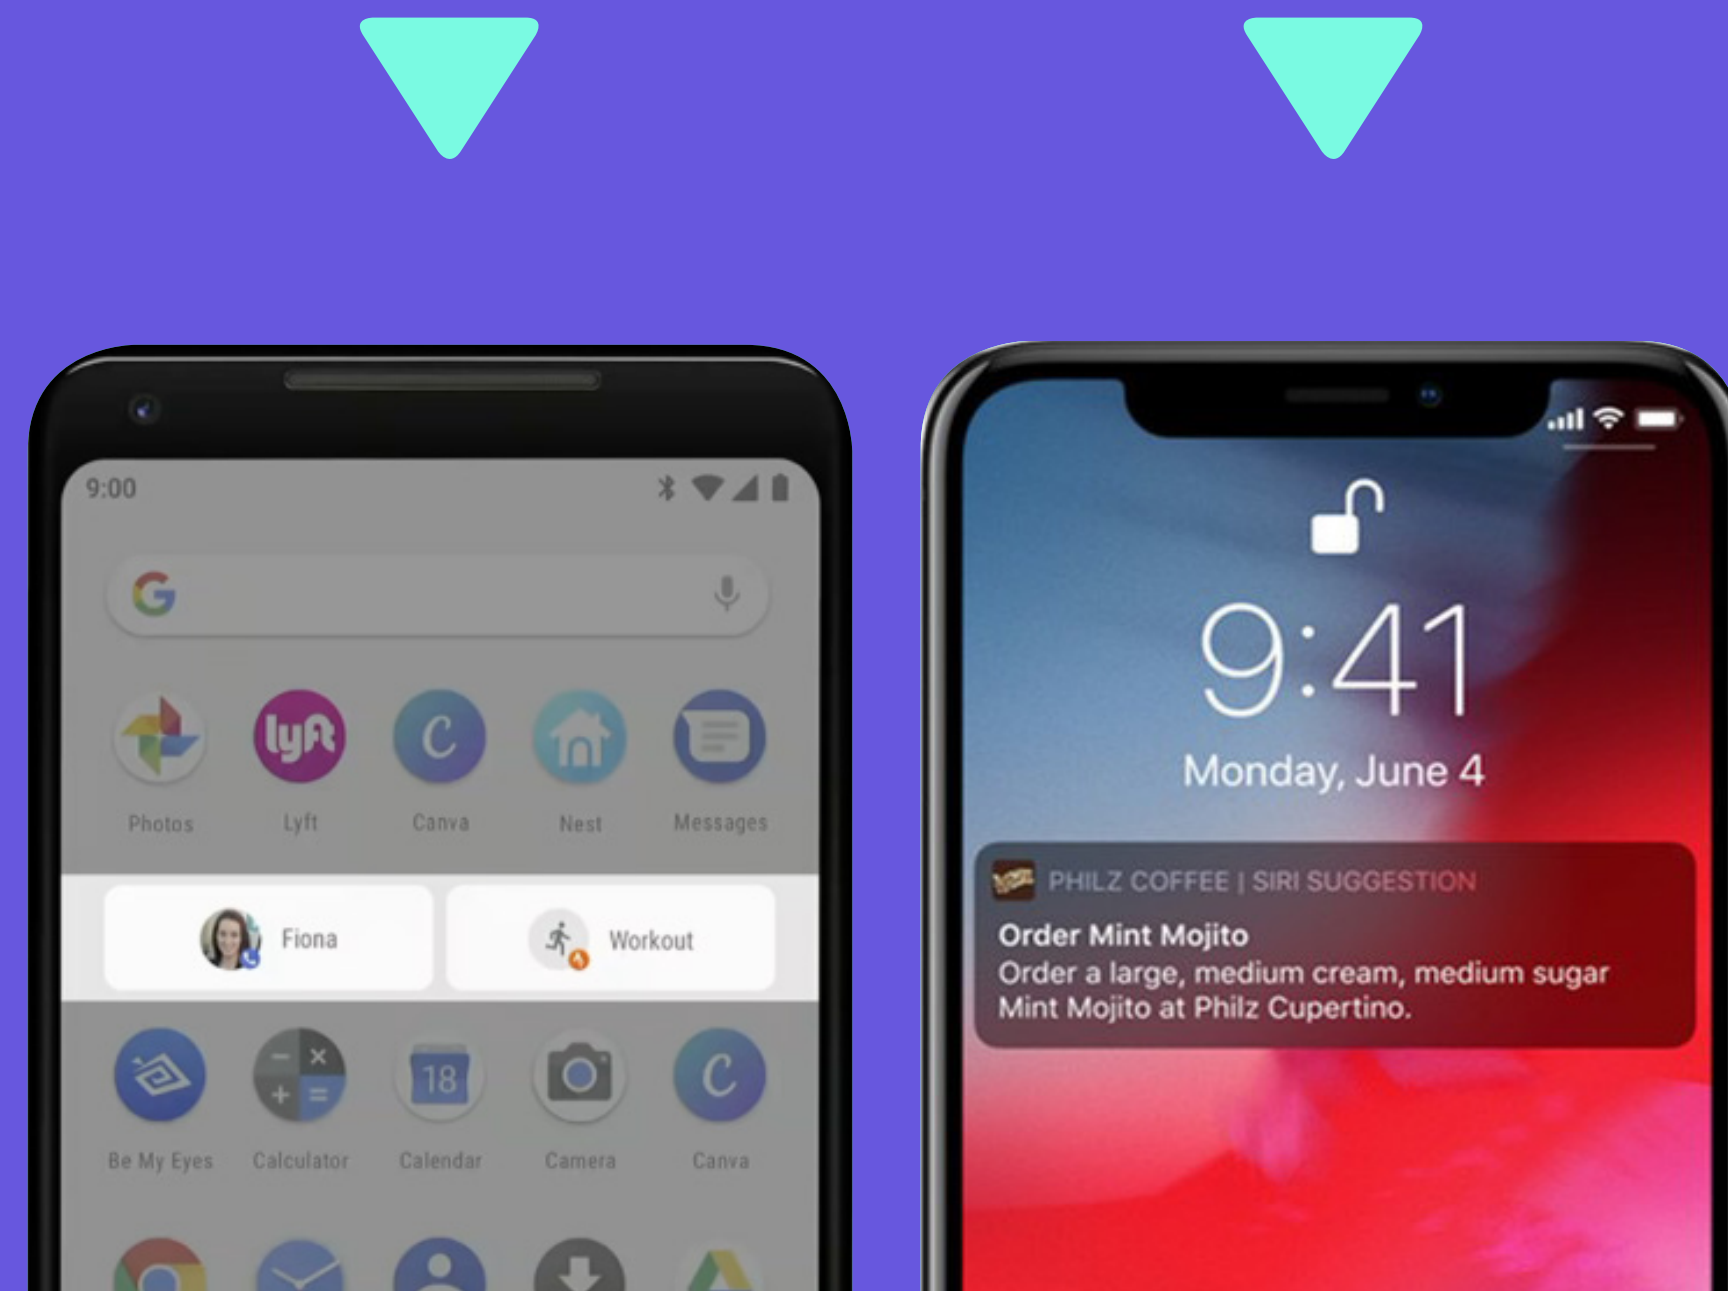 9:00
G
lyft
C
Photos
Lyft
Canva
Nest
Messages
Fiona
Workout
18
C
Be My Eyes
Calculator
Calendar
Camera
Canva
9:41
Monday, June 4
PHILZ COFFEE | SIRI SUGGESTION
Order Mint Mojito
Order a large, medium cream, medium sugar
Mint Mojito at Philz Cupertino.